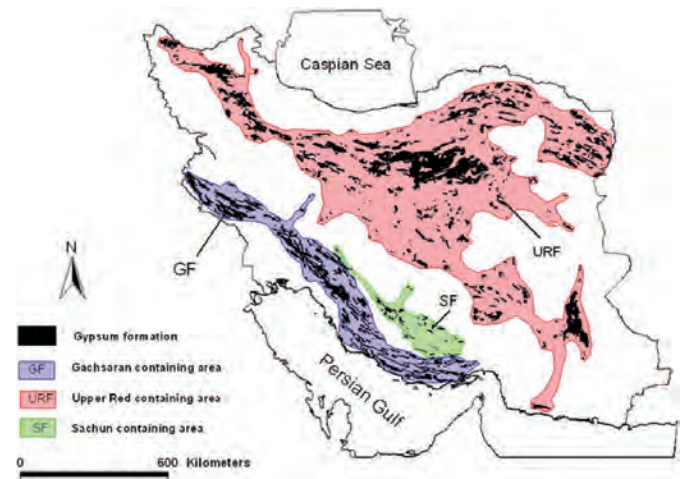 Caspian Sea
URF
GF
N
SF
Persian Gulf
Gypsum formation
GF Gachsaran containing area
URF Upper Red containing area
SF Sachun containing area
0 600 Kilometers